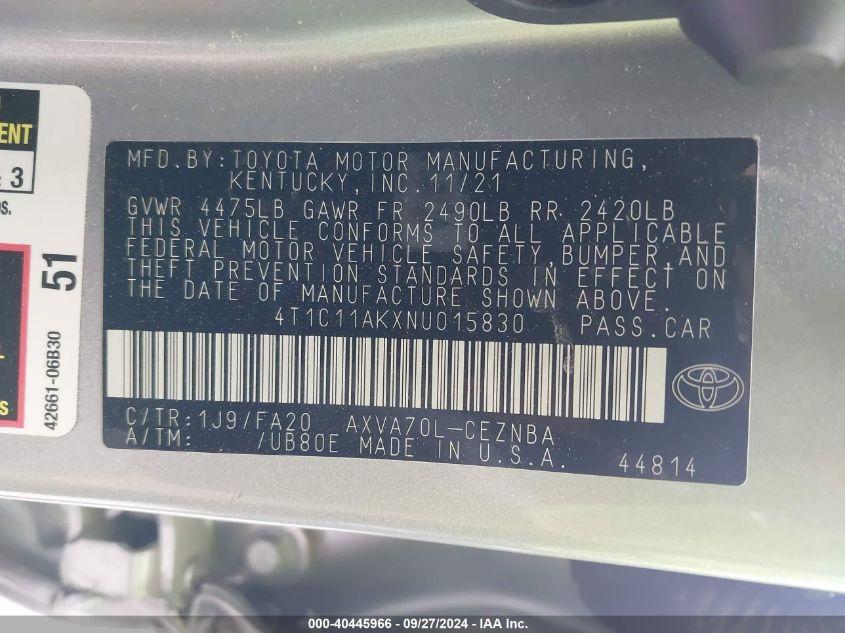 ENT
3
S.
51
42661-06B30
s
MFD.BY:TOYOTA MOTOR MANUFACTURING,
KENTUCKY,INC.11/21
GVWR 4475LB GAWR FR 2490LB RR 2420LB
THIS VEHICLE CONFORMS TO ALL APPLICABLE
FEDERAL MOTOR VEHICLE SAFETY,BUMPER,AND
THEFT PREVENTION STANDARDS IN EFFECT ON
THE DATE OF MANUFACTURE SHOWN ABOVE.
4T1C11AKXNU015830 PASS.CAR
C/TR:1J9/FA20 AXVA70L-CEZNBA
A/TM: /UB80E MADE IN U.S.A.
44814
000-40445966 - 09/27/2024 - IAA Inc.